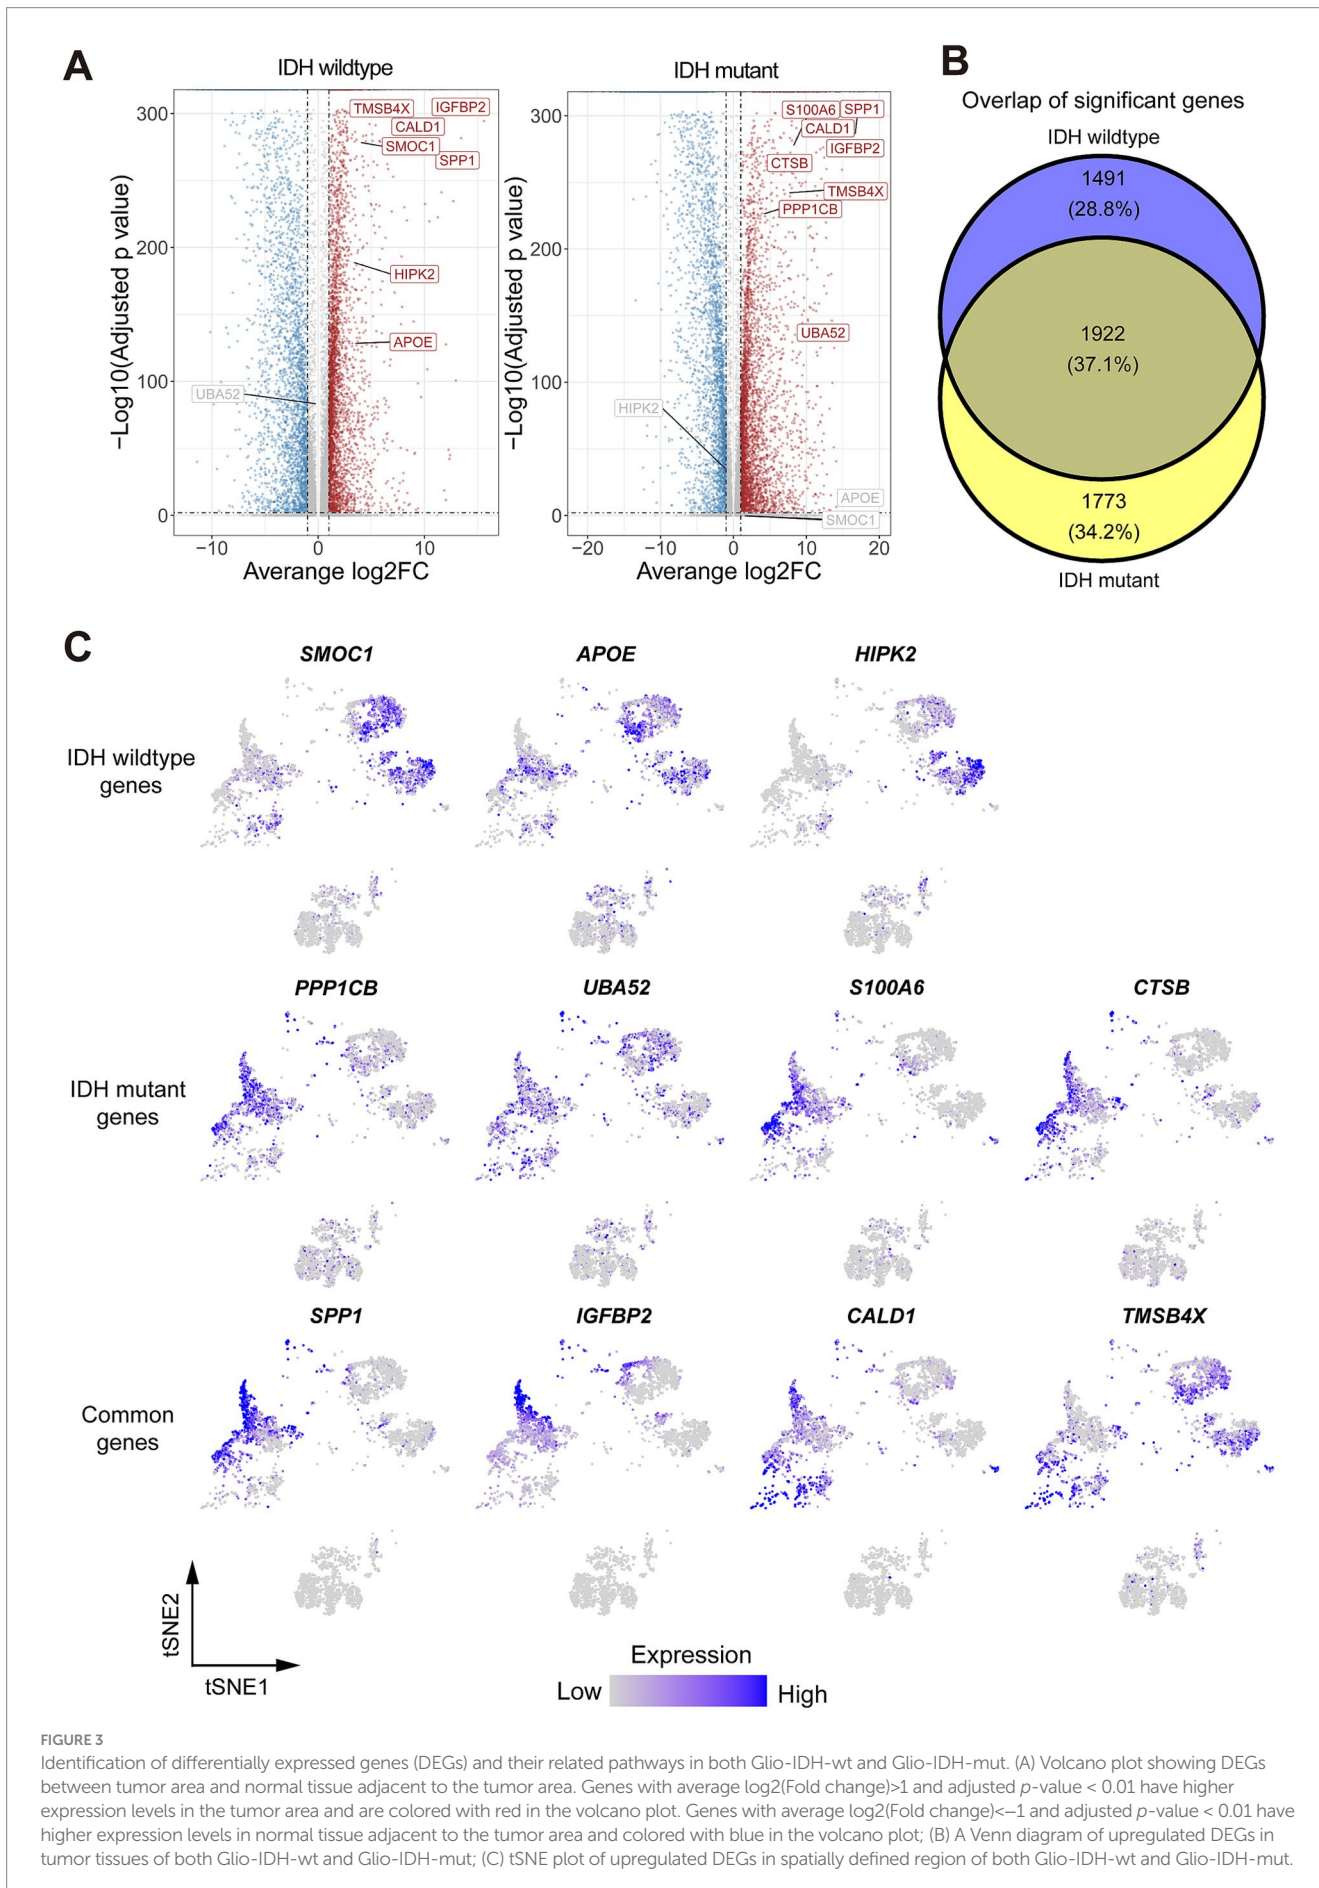 A
IDH wildtype
IDH mutant
−Log10(Adjusted p value)
300
200
100
0
−10
0
10
Averange log2FC
TMSB4X
IGFBP2
CALD1
SMOC1
SPP1
HIPK2
APOE
UBA52
−Log10(Adjusted p value)
300
200
100
0
−20
−10
0
10
20
Averange log2FC
S100A6
SPP1
CALD1
IGFBP2
CTSB
TMSB4X
PPP1CB
UBA52
HIPK2
APOE
SMOC1
B
Overlap of significant genes
IDH wildtype
1491
(28.8%)
1922
(37.1%)
1773
(34.2%)
IDH mutant
C
SMOC1
APOE
HIPK2
IDH wildtype
genes
PPP1CB
UBA52
S100A6
CTSB
IDH mutant
genes
SPP1
IGFBP2
CALD1
TMSB4X
Common
genes
tSNE2
tSNE1
Expression
Low
High
FIGURE 3
Identification of differentially expressed genes (DEGs) and their related pathways in both Glio-IDH-wt and Glio-IDH-mut. (A) Volcano plot showing DEGs
between tumor area and normal tissue adjacent to the tumor area. Genes with average log2(Fold change)>1 and adjusted p-value < 0.01 have higher
expression levels in the tumor area and are colored with red in the volcano plot. Genes with average log2(Fold change)<−1 and adjusted p-value < 0.01 have
higher expression levels in normal tissue adjacent to the tumor area and colored with blue in the volcano plot; (B) A Venn diagram of upregulated DEGs in
tumor tissues of both Glio-IDH-wt and Glio-IDH-mut; (C) tSNE plot of upregulated DEGs in spatially defined region of both Glio-IDH-wt and Glio-IDH-mut.